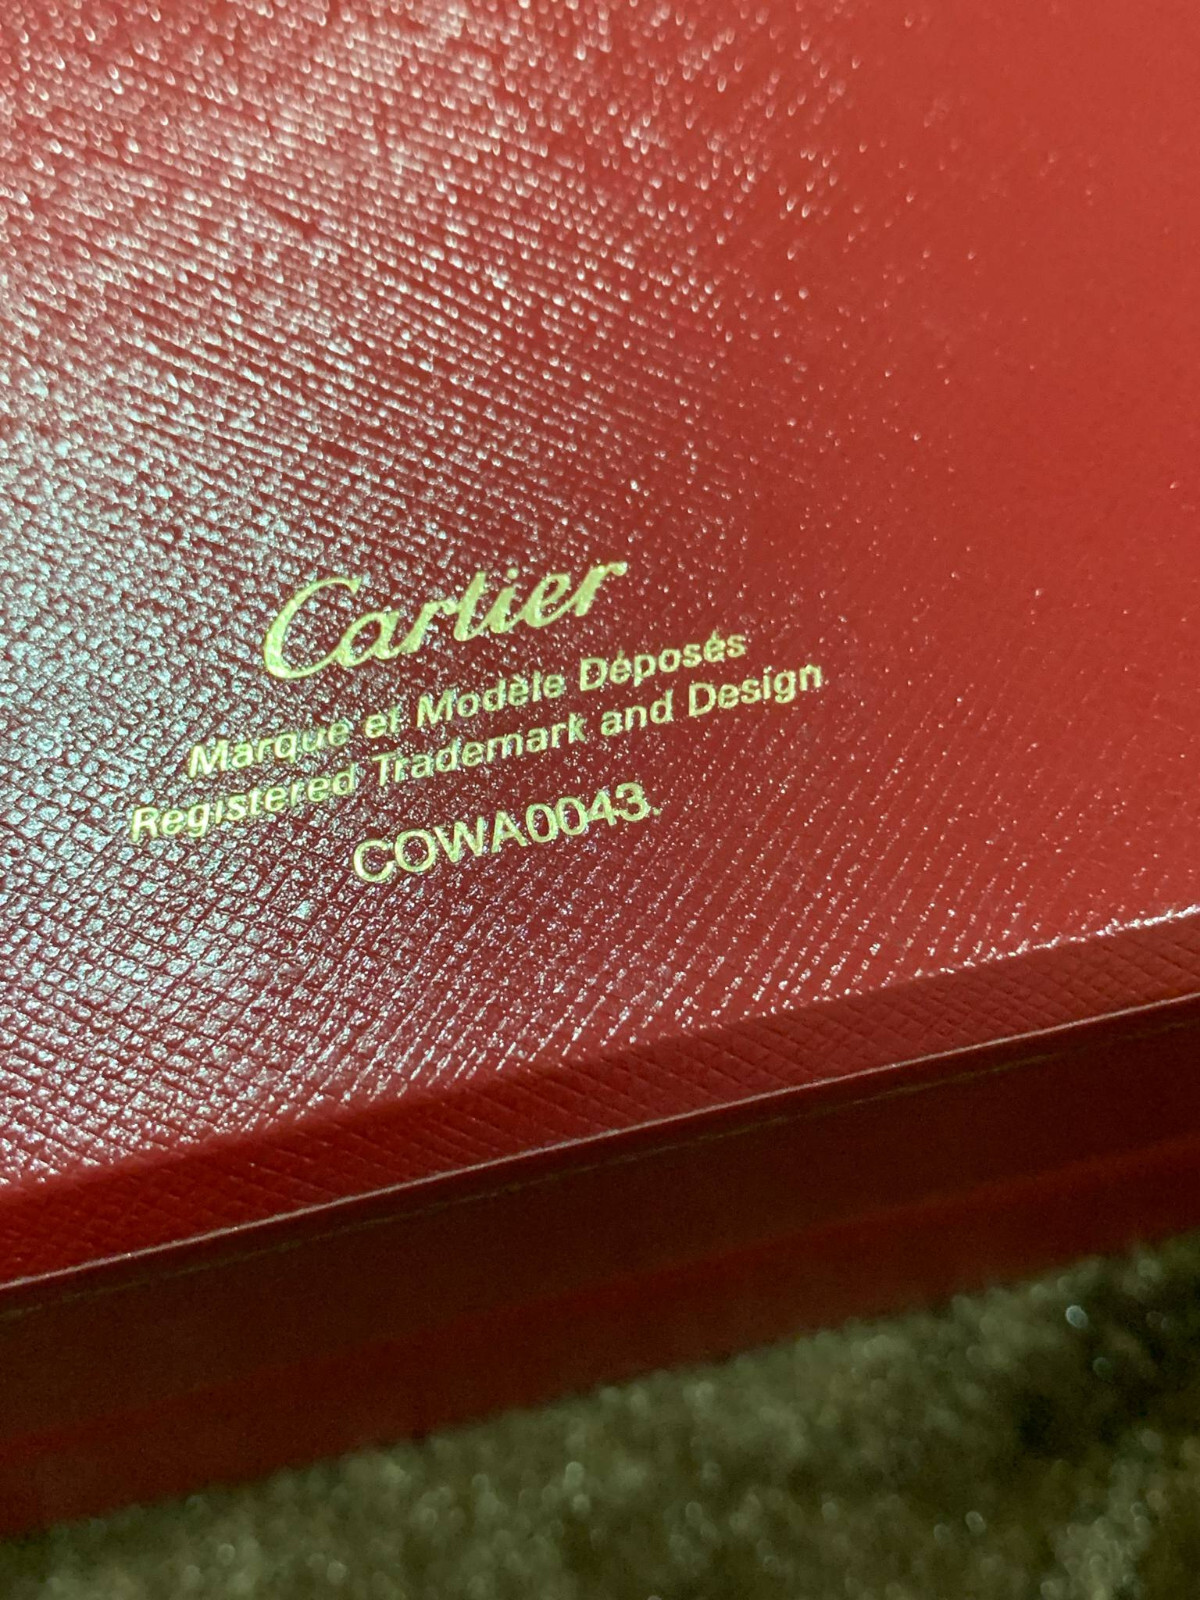 Cartier
Marque et Modèle Déposés
Registered Trademark and Design
COWA0043.